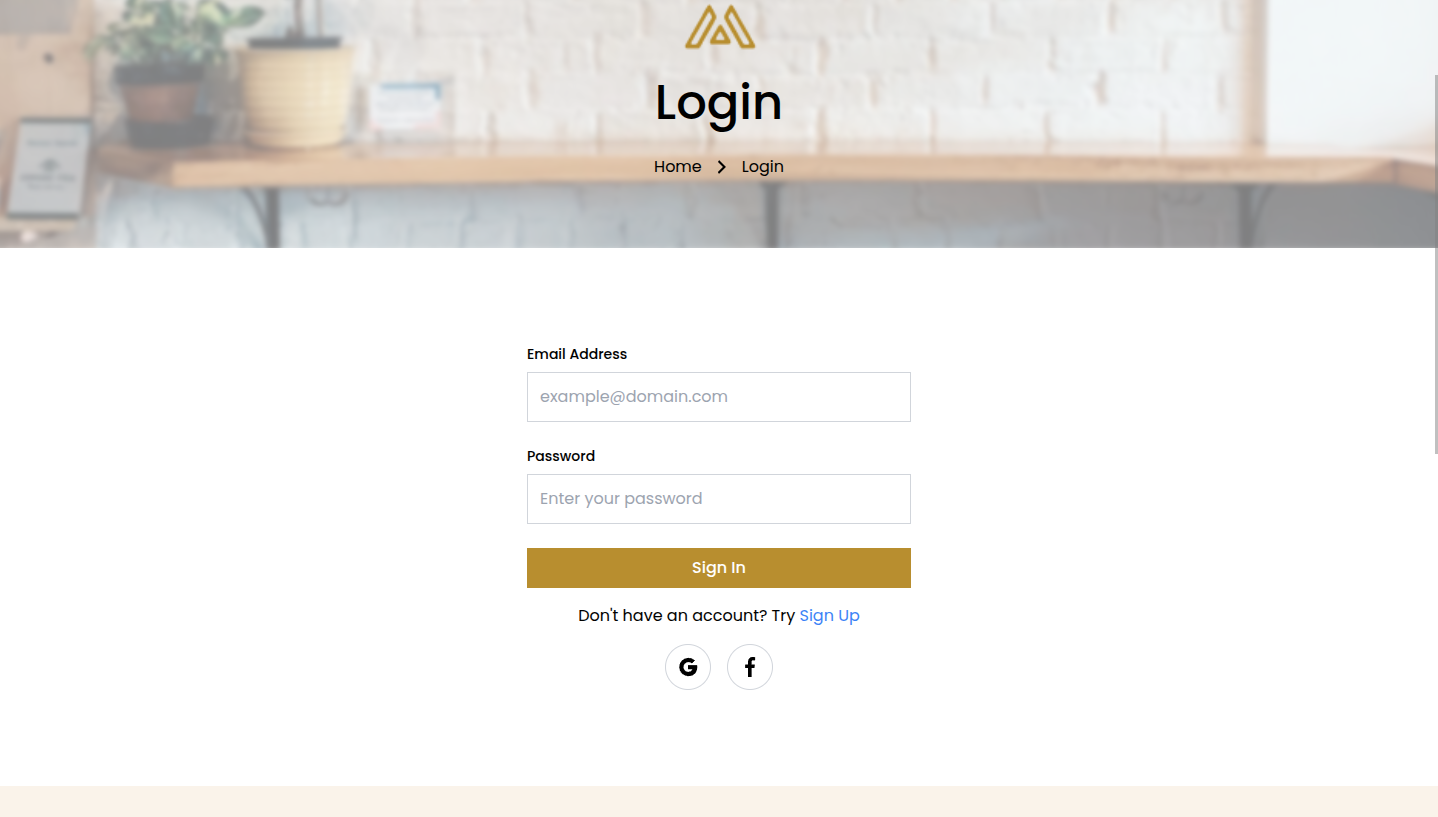 Login
Home > Login
Email Address
example@domain.com
Password
Enter your password
Sign In
Don't have an account? Try Sign Up